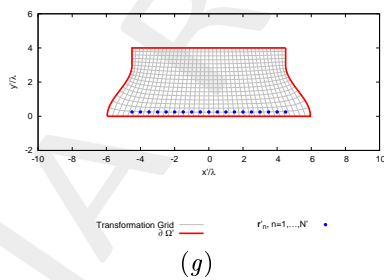 6
4
y'/λ
2
0
-2
-10 -8 -6 -4 -2 0 2 4 6 8 10
x'/λ
Transformation Grid
∂ Ω'
r'n, n=1,...,N'
(g)